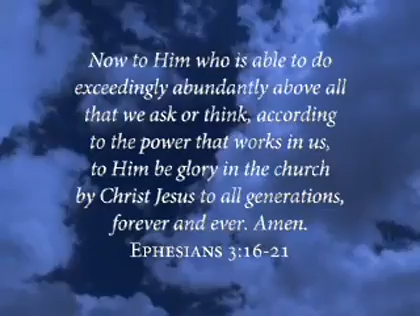 Now to Him who is able to do
exceedingly abundantly above all
that we ask or think, according
to the power that works in us,
to Him be glory in the church
by Christ Jesus to all generations,
forever and ever. Amen.
EPHESIANS 3:16-21